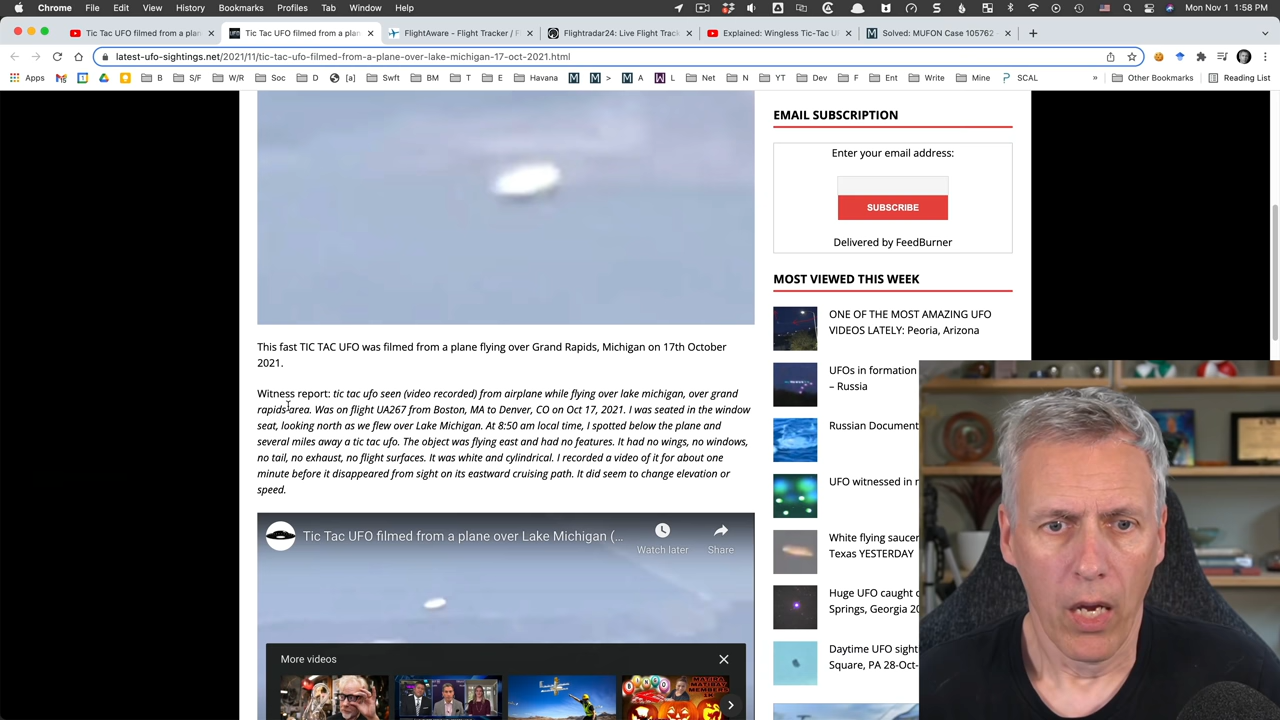 Chrome File Edit View History Bookmarks Profiles Tab Window Help
Mon Nov 1 1:58 PM
Tic Tac UFO filmed from a plan
Tic Tac UFO filmed from a plan
FlightAware - Flight Tracker / F
Flightradar24: Live Flight Track
Explained: Wingless Tic-Tac UF
Solved: MUFON Case 105762 -
latest-ufo-sightings.net/2021/11/tic-tac-ufo-filmed-from-a-plane-over-lake-michigan-17-oct-2021.html
Apps B S/F W/R Soc D [a] Swft BM T E Havana > A L Net N YT Dev F Ent Write Mine SCAL » Other Bookmarks Reading List
EMAIL SUBSCRIPTION
Enter your email address:
SUBSCRIBE
Delivered by FeedBurner
MOST VIEWED THIS WEEK
ONE OF THE MOST AMAZING UFO
VIDEOS LATELY: Peoria, Arizona
UFOs in formation
– Russia
Russian Document
UFO witnessed in r
White flying saucer
Texas YESTERDAY
Huge UFO caught
Springs, Georgia 20
Daytime UFO sight
Square, PA 28-Oct-
This fast TIC TAC UFO was filmed from a plane flying over Grand Rapids, Michigan on 17th October
2021.
Witness report: tic tac ufo seen (video recorded) from airplane while flying over lake michigan, over grand
rapids area. Was on flight UA267 from Boston, MA to Denver, CO on Oct 17, 2021. I was seated in the window
seat, looking north as we flew over Lake Michigan. At 8:50 am local time, I spotted below the plane and
several miles away a tic tac ufo. The object was flying east and had no features. It had no wings, no windows,
no tail, no exhaust, no flight surfaces. It was white and cylindrical. I recorded a video of it for about one
minute before it disappeared from sight on its eastward cruising path. It did seem to change elevation or
speed.
Tic Tac UFO filmed from a plane over Lake Michigan (...
Watch later
Share
More videos